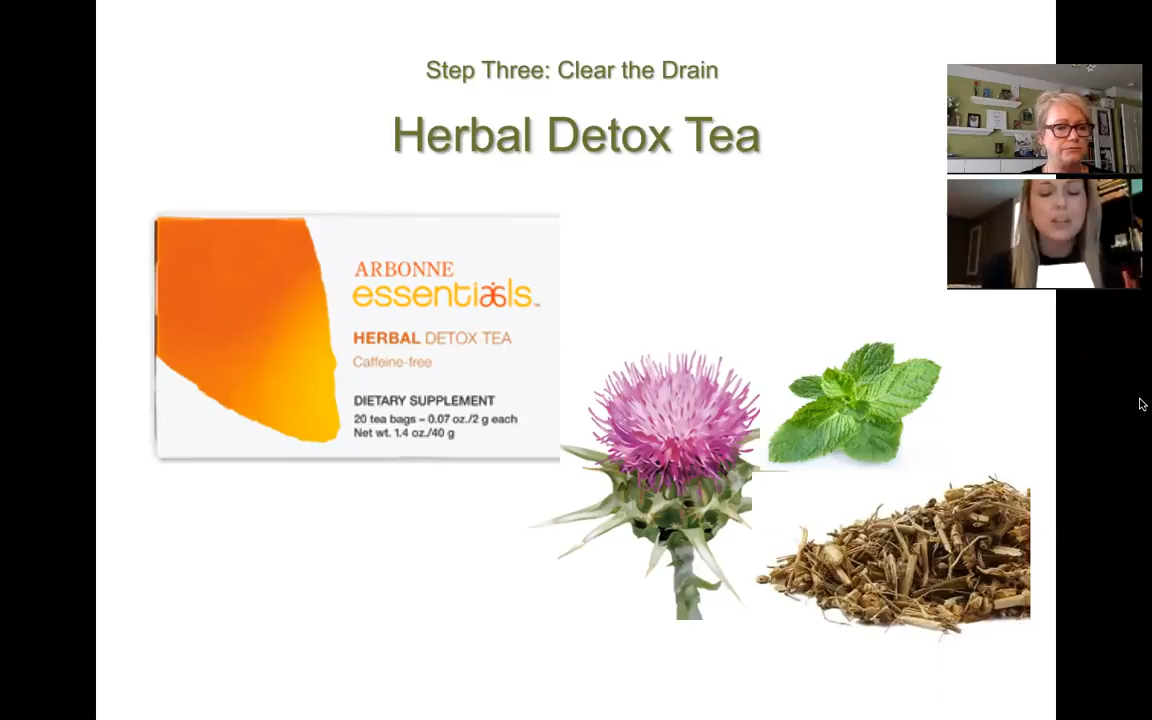 Step Three: Clear the Drain
Herbal Detox Tea
ARBONNE
essentials™
HERBAL DETOX TEA
Caffeine-free
DIETARY SUPPLEMENT
20 tea bags – 0.07 oz./2 g each
Net wt. 1.4 oz./40 g